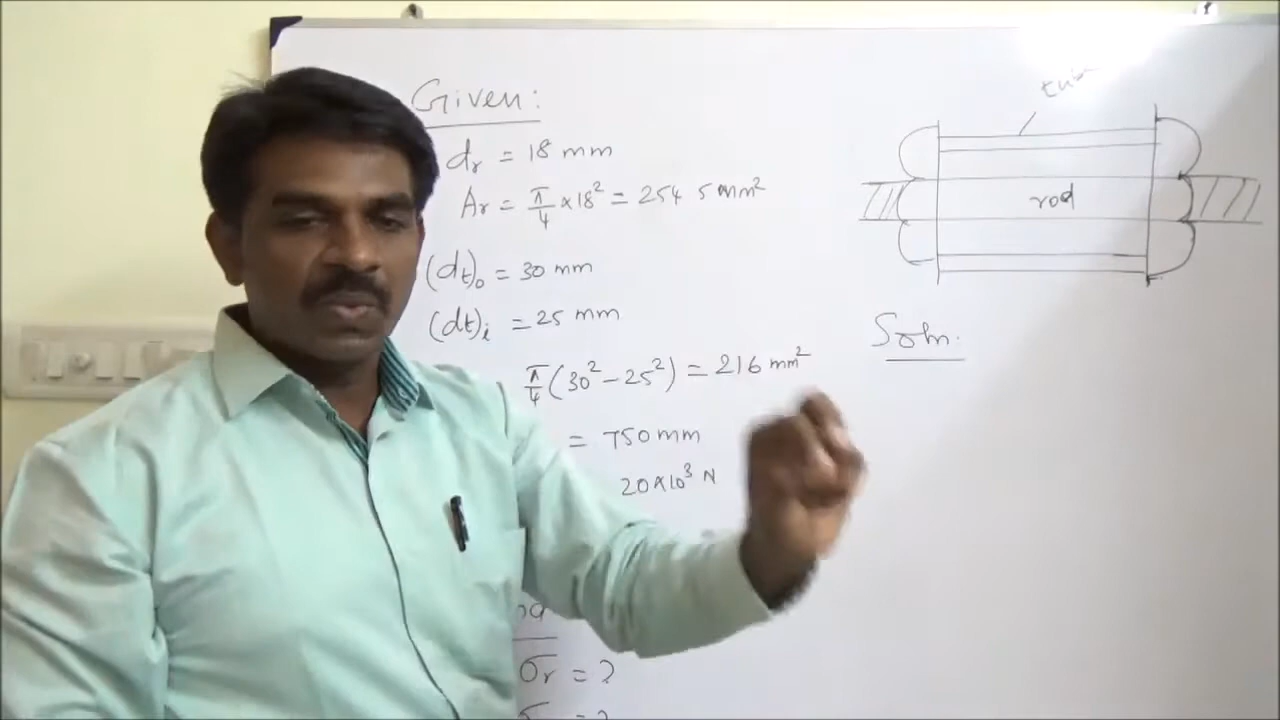 Given:
dr = 18 mm
Ar = π/4 × 18² = 254 5 mm²
(dt)o = 30 mm
(dt)i = 25 mm
π/4 (30² – 25²) = 216 mm²
= 750 mm
20×10³ N
σr = ?
= ?
tube
rod
Soln.